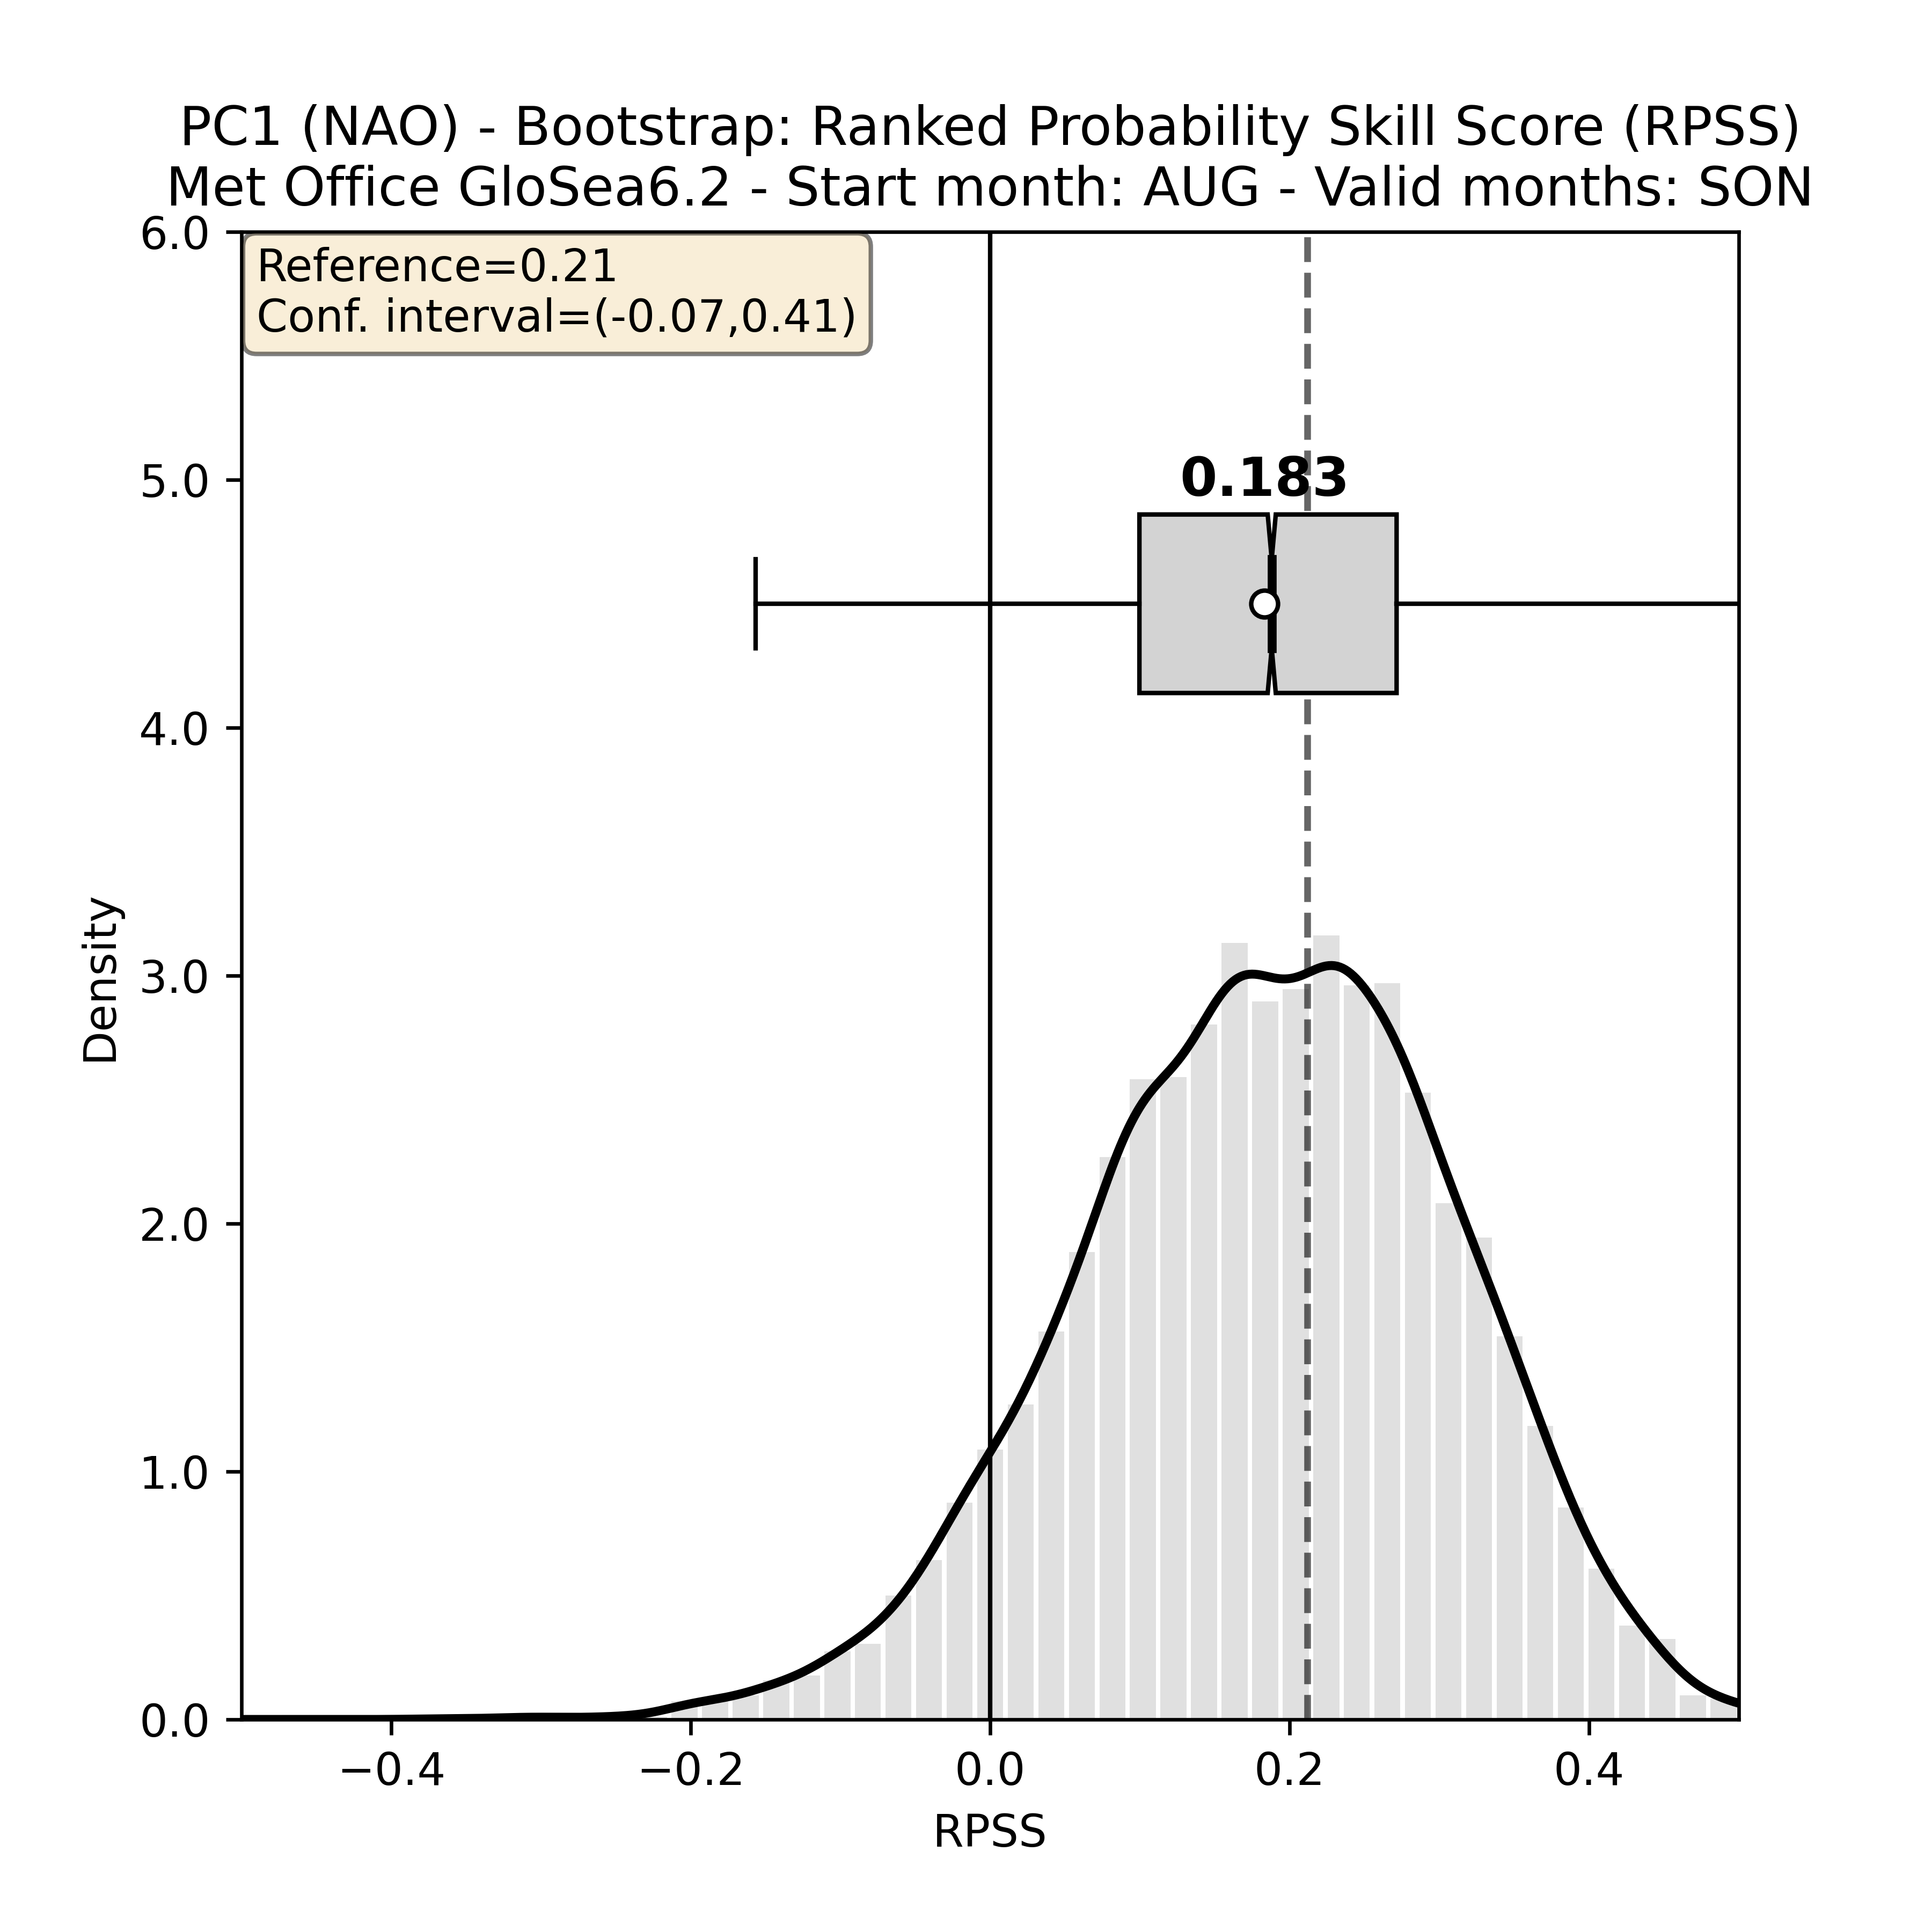 PC1 (NAO) - Bootstrap: Ranked Probability Skill Score (RPSS)
Met Office GloSea6.2 - Start month: AUG - Valid months: SON
Reference=0.21
Conf. interval=(-0.07,0.41)
0.183
6.0
5.0
4.0
3.0
2.0
1.0
0.0
Density
−0.4
−0.2
0.0
0.2
0.4
RPSS